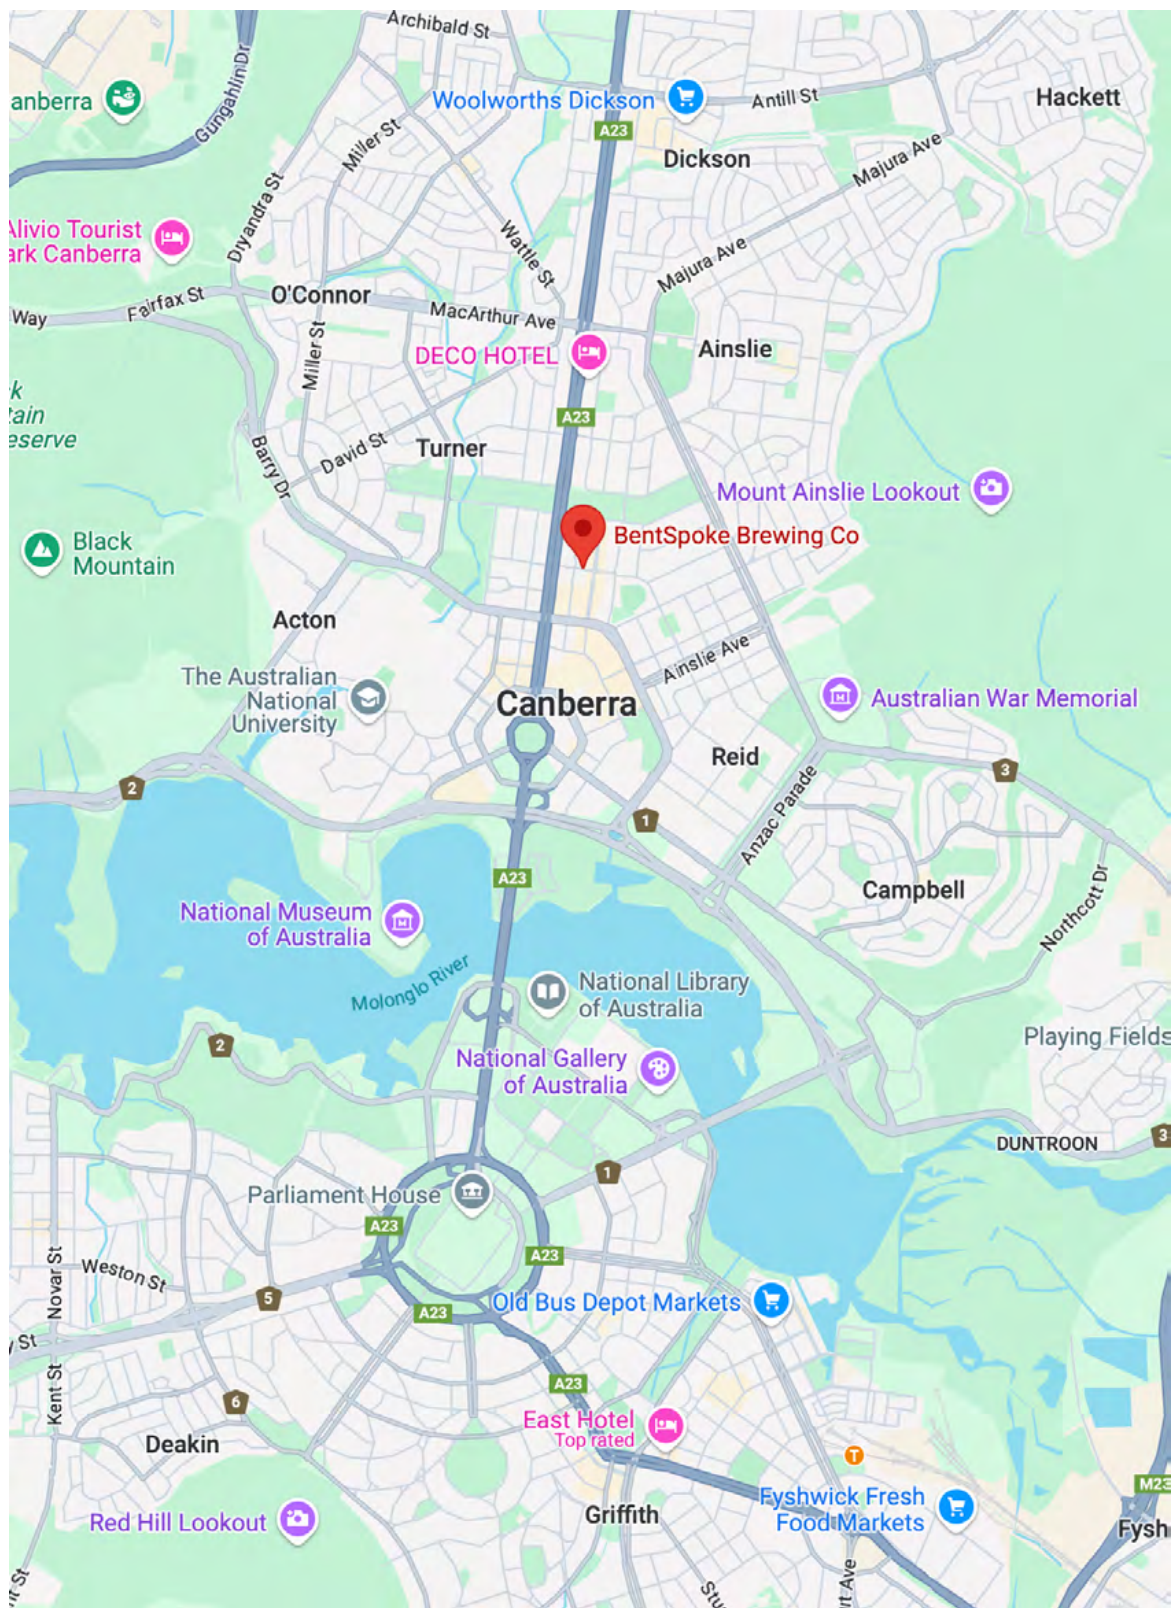 Archibald St
Gungahlin Dr
anberra
Woolworths Dickson
Antill St
Hackett
A23
Miller St
Dickson
Majura Ave
Dryandra St
Alivio Tourist
ark Canberra
Wattle St
Majura Ave
Way
Fairfax St
O'Connor
MacArthur Ave
Miller St
DECO HOTEL
Ainslie
k
tain
eserve
A23
Barry Dr
David St
Turner
Mount Ainslie Lookout
BentSpoke Brewing Co
Black
Mountain
Acton
Ainslie Ave
The Australian
National
University
Canberra
Australian War Memorial
Reid
2
3
1
Anzac Parade
A23
Campbell
Northcott Dr
National Museum
of Australia
Molonglo River
National Library
of Australia
2
Playing Fields
National Gallery
of Australia
DUNTROON
3
1
Parliament House
A23
A23
Weston St
Novar St
5
A23
Old Bus Depot Markets
y St
Kent St
6
A23
East Hotel
Top rated
Deakin
T
M23
Red Hill Lookout
Griffith
Fyshwick Fresh
Food Markets
Fysh
nt St
Stu
rt Ave